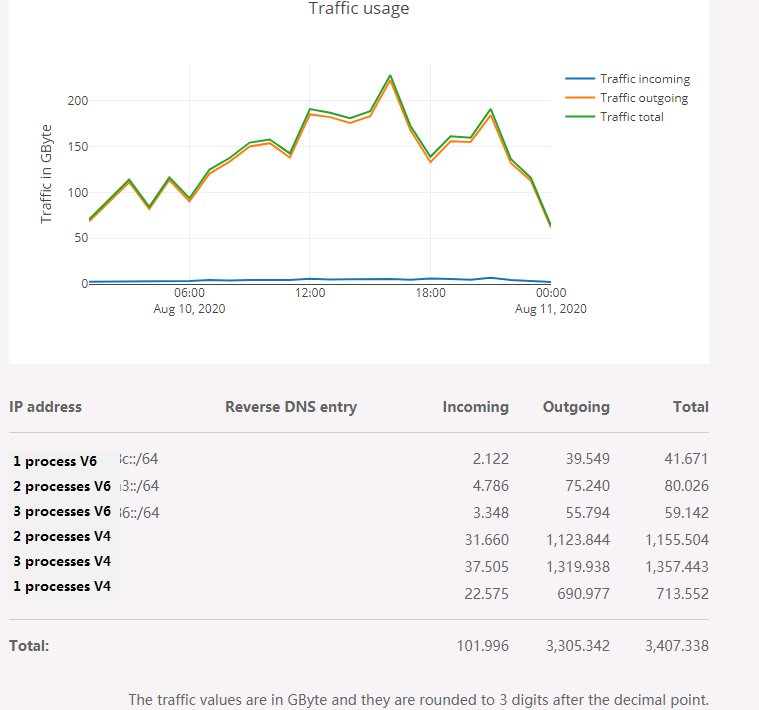 Traffic usage
Traffic incoming
Traffic outgoing
Traffic total
Traffic in GByte
200
150
100
50
0
06:00
12:00
18:00
00:00
Aug 10, 2020
Aug 11, 2020
IP address Reverse DNS entry Incoming Outgoing Total
1 process V6 3c::/64 2.122 39.549 41.671
2 processes V6 a3::/64 4.786 75.240 80.026
3 processes V6 36::/64 3.348 55.794 59.142
2 processes V4 31.660 1,123.844 1,155.504
3 processes V4 37.505 1,319.938 1,357.443
1 processes V4 22.575 690.977 713.552
Total: 101.996 3,305.342 3,407.338
The traffic values are in GByte and they are rounded to 3 digits after the decimal point.